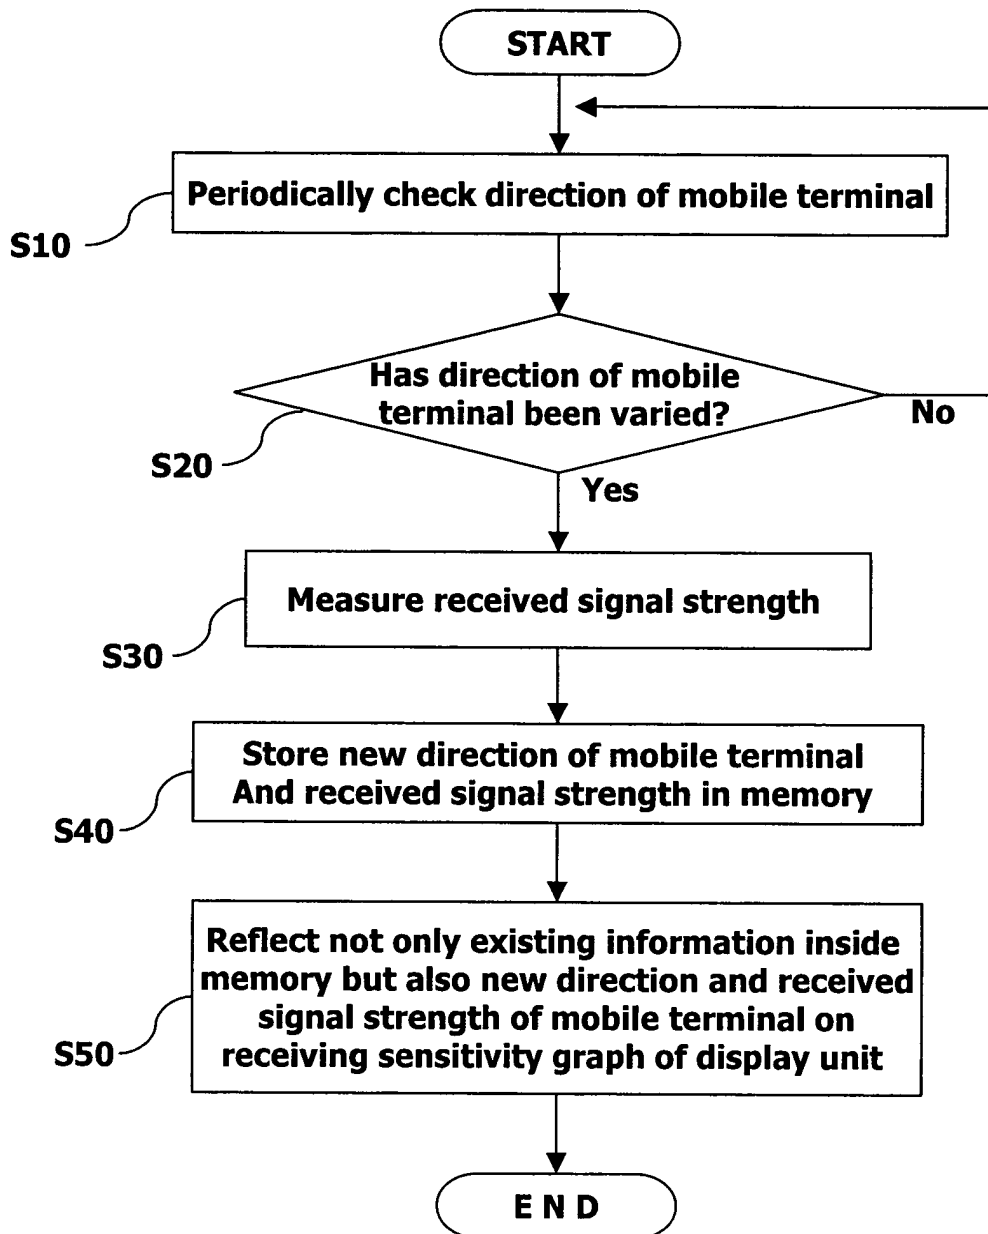 START
Periodically check direction of mobile terminal
S10
Has direction of mobile
terminal been varied?
No
S20
Yes
Measure received signal strength
S30
Store new direction of mobile terminal
And received signal strength in memory
S40
Reflect not only existing information inside
memory but also new direction and received
signal strength of mobile terminal on
receiving sensitivity graph of display unit
S50
E N D